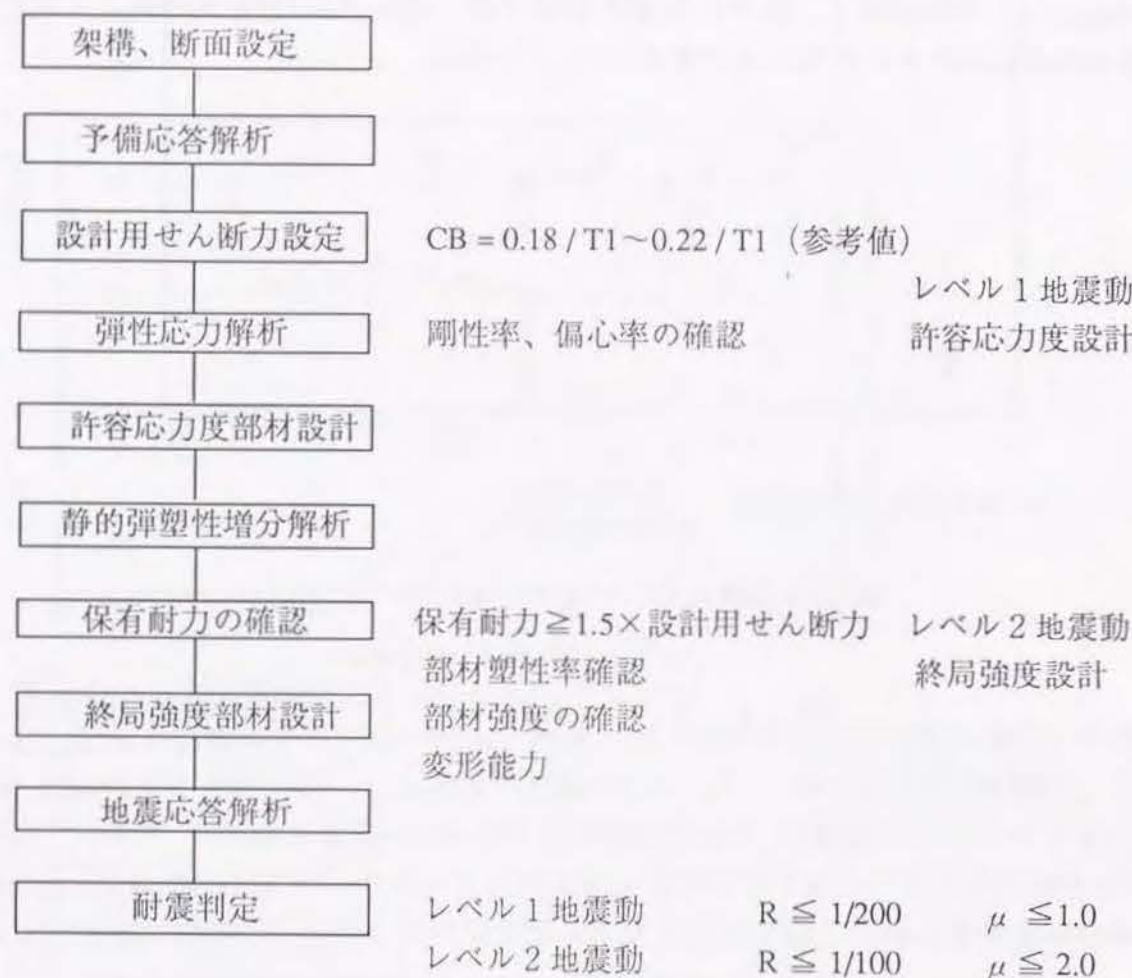 架構、断面設定
予備応答解析
設計用せん断力設定 CB = 0.18 / T1～0.22 / T1（参考値）
レベル1地震動
弾性応力解析 剛性率、偏心率の確認 許容応力度設計
許容応力度部材設計
静的弾塑性増分解析
保有耐力の確認 保有耐力≧1.5×設計用せん断力 レベル2地震動
部材塑性率確認 終局強度設計
終局強度部材設計 部材強度の確認
変形能力
地震応答解析
耐震判定 レベル1地震動 R ≦ 1/200 μ ≦1.0
レベル2地震動 R ≦ 1/100 μ ≦ 2.0